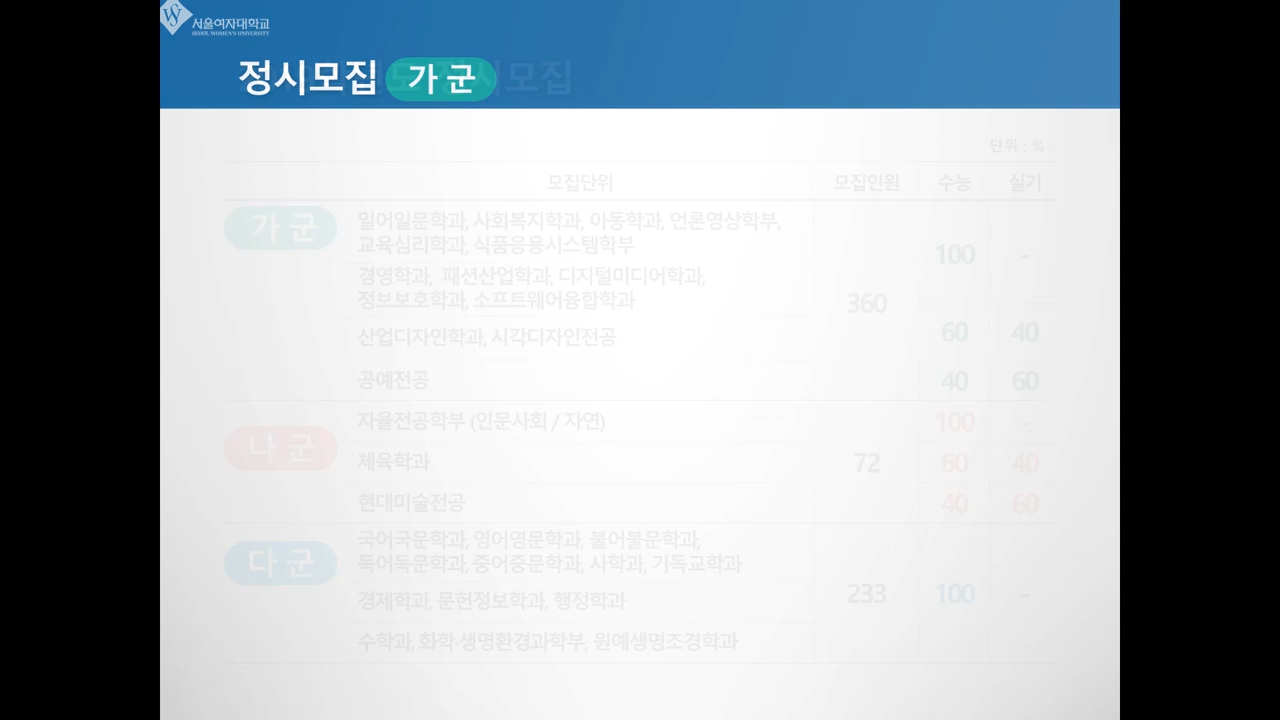 서울여자대학교
SEOUL WOMEN'S UNIVERSITY
정시모집 가 군
정시모집
단위 : %
모집단위 모집인원 수능 실기
가 군
일어일문학과, 사회복지학과, 아동학과, 언론영상학부,
교육심리학과, 식품응용시스템학부
100 -
경영학과, 패션산업학과, 디지털미디어학과,
정보보호학과, 소프트웨어융합학과
360
산업디자인학과, 시각디자인전공
60 40
공예전공
40 60
자율전공학부 (인문사회 / 자연)
100 -
나 군
체육학과
72
60 40
현대미술전공
40 60
국어국문학과, 영어영문학과, 불어불문학과,
독어독문학과, 중어중문학과, 사학과, 기독교학과
다 군
경제학과, 문헌정보학과, 행정학과
233 100 -
수학과, 화학·생명환경과학부, 원예생명조경학과